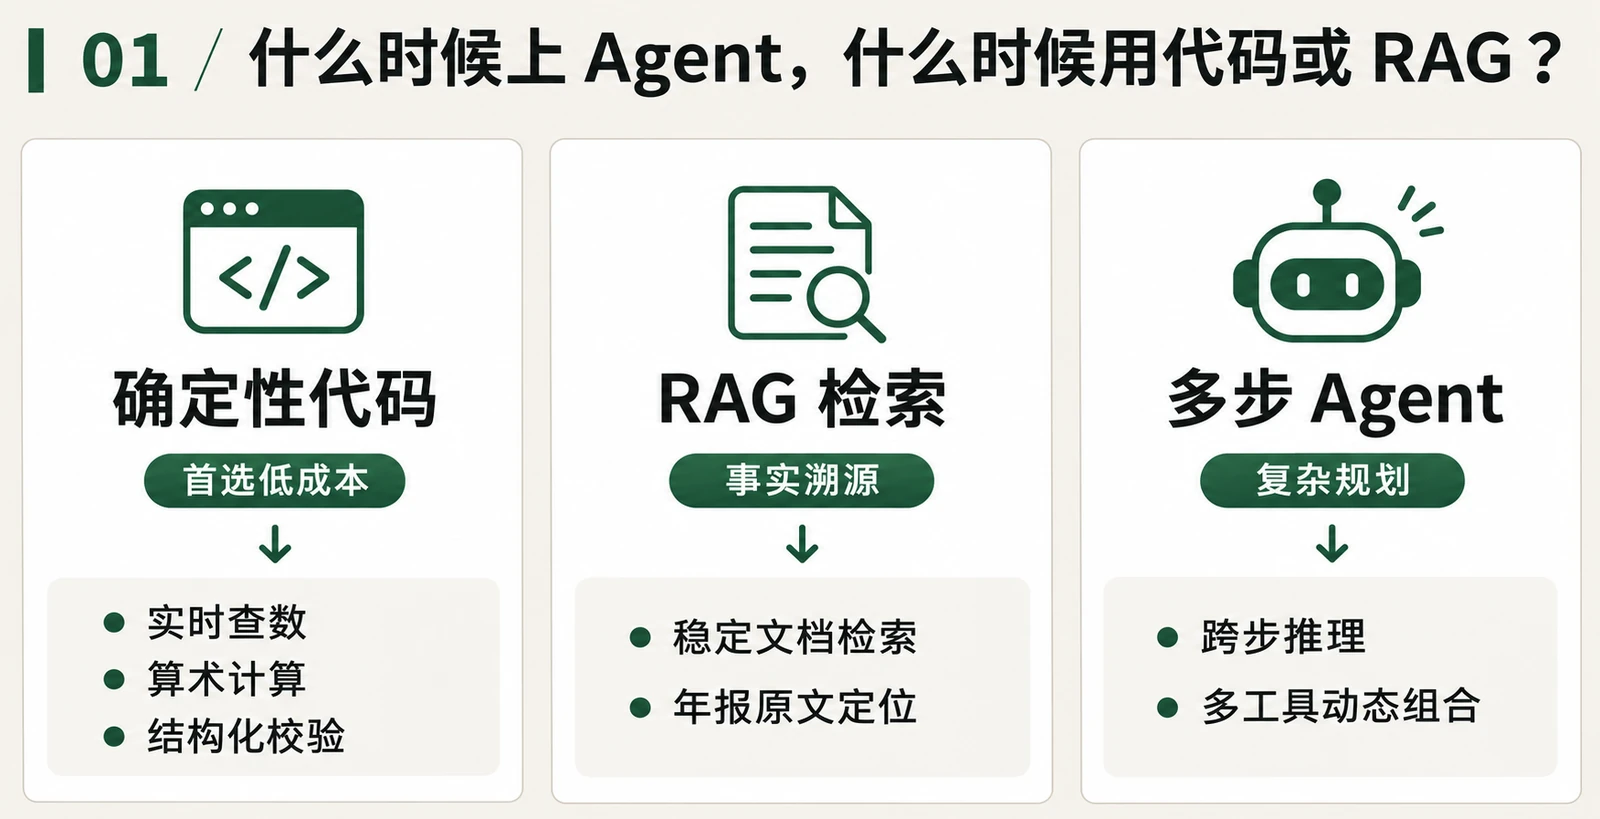 01 / 什么时候上 Agent，什么时候用代码或 RAG？
</>
确定性代码
首选低成本
实时查数
算术计算
结构化校验
RAG 检索
事实溯源
稳定文档检索
年报原文定位
多步 Agent
复杂规划
跨步推理
多工具动态组合